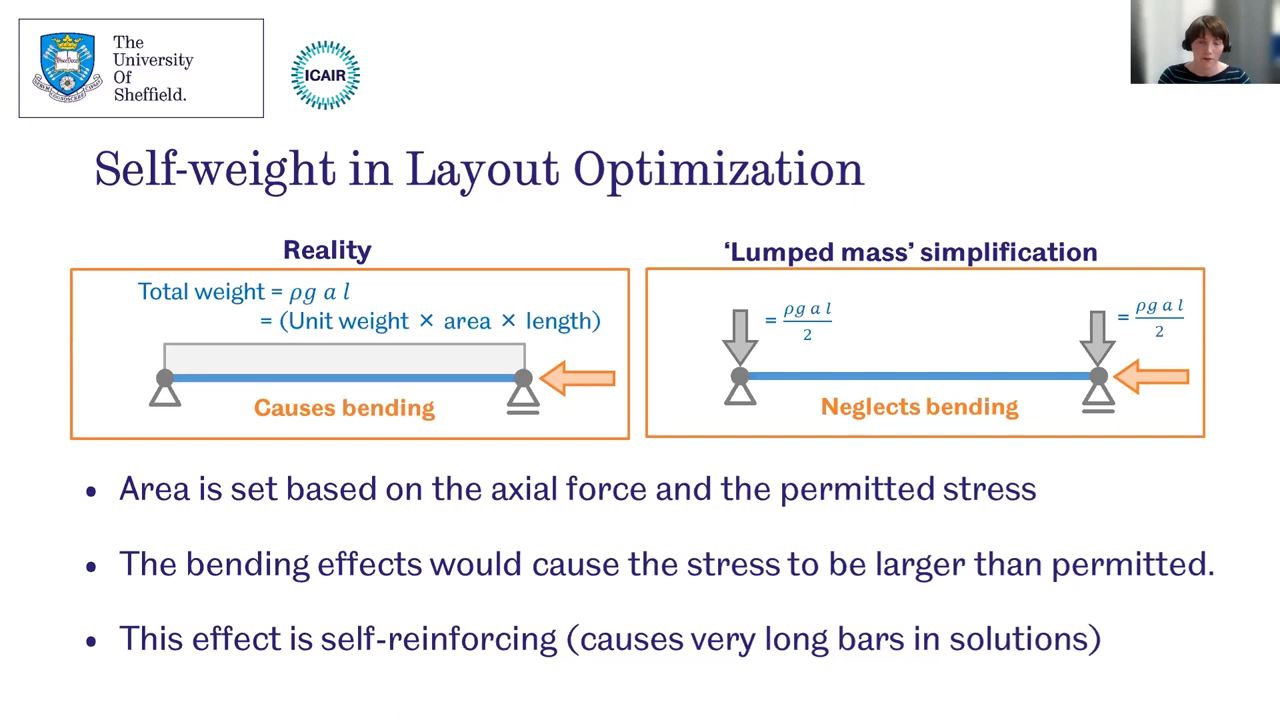 The
University
Of
Sheffield.
ICAIR
Self-weight in Layout Optimization
Reality
Total weight = ρg a l
= (Unit weight × area × length)
Causes bending
‘Lumped mass’ simplification
= ρg a l / 2
= ρg a l / 2
Neglects bending
• Area is set based on the axial force and the permitted stress
• The bending effects would cause the stress to be larger than permitted.
• This effect is self-reinforcing (causes very long bars in solutions)